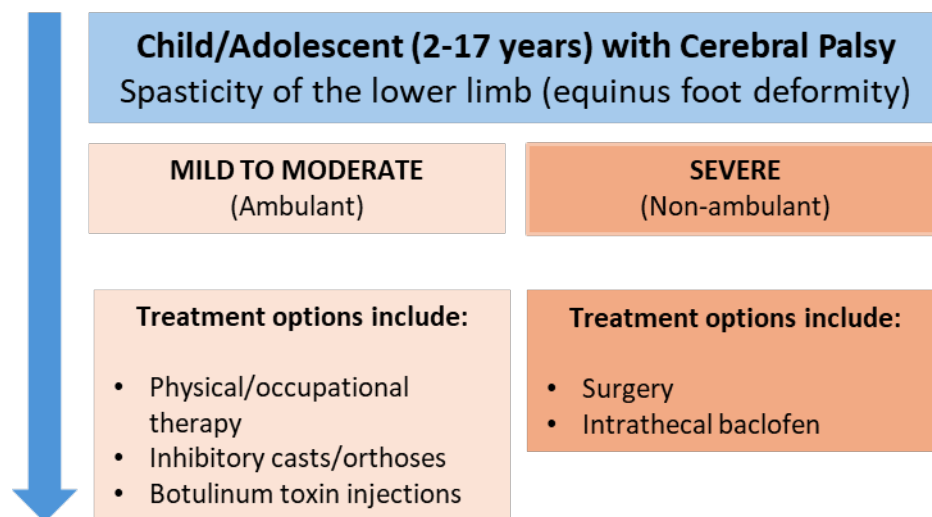 Child/Adolescent (2-17 years) with Cerebral Palsy
Spasticity of the lower limb (equinus foot deformity)
MILD TO MODERATE
(Ambulant)
SEVERE
(Non-ambulant)
Treatment options include:
• Physical/occupational
therapy
• Inhibitory casts/orthoses
• Botulinum toxin injections
Treatment options include:
• Surgery
• Intrathecal baclofen